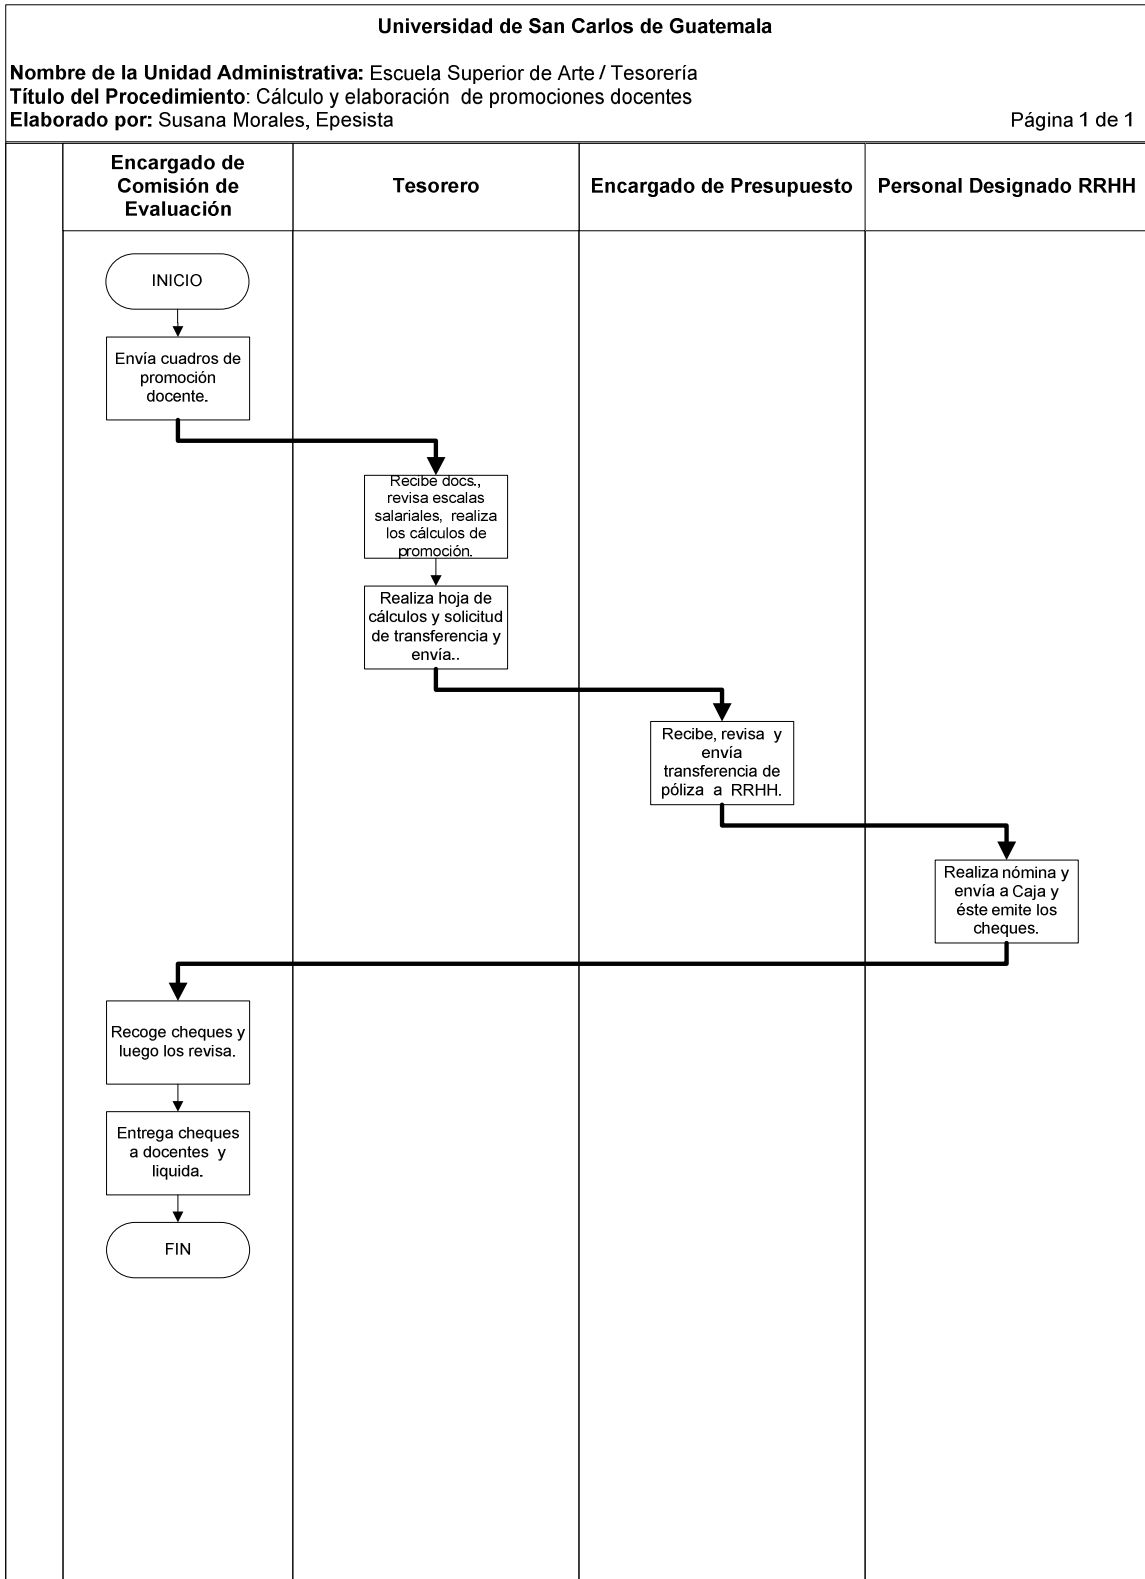 Universidad de San Carlos de Guatemala
Nombre de la Unidad Administrativa: Escuela Superior de Arte / Tesorería
Título del Procedimiento: Cálculo y elaboración de promociones docentes
Elaborado por: Susana Morales, Epesista
Página 1 de 1
Encargado de
Comisión de
Evaluación
Tesorero
Encargado de Presupuesto
Personal Designado RRHH
INICIO
Envía cuadros de
promoción
docente.
Recibe docs.,
revisa escalas
salariales, realiza
los cálculos de
promoción.
Realiza hoja de
cálculos y solicitud
de transferencia y
envía..
Recibe, revisa y
envía
transferencia de
póliza a RRHH.
Realiza nómina y
envía a Caja y
éste emite los
cheques.
Recoge cheques y
luego los revisa.
Entrega cheques
a docentes y
liquida.
FIN